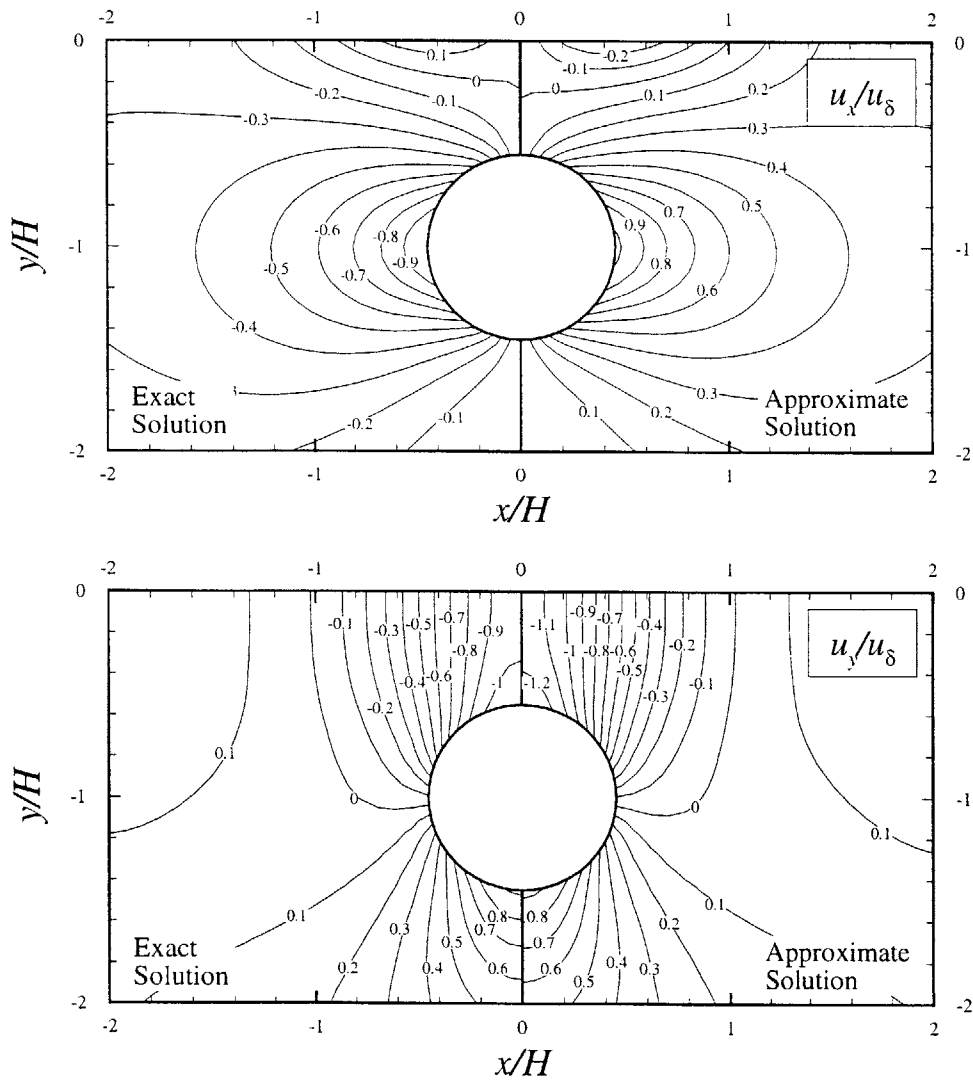 -2 -1 0 1 2
0 0.1 -0.2 0
-0.1
0 0
-0.2 -0.1 0.1 0.2
u_x/u_δ
-0.3 0.3
0.4
-0.6 0.7 0.5
-0.8 0.9
y/H -1 -1
-0.5 -0.7 -0.9 0.8 0.6
-0.4
Exact
Solution
Approximate
Solution
-0.2 -0.1 0.1 0.2 0.3
-2 -2
-2 -1 0 1 2
x/H
-2 -1 0 1 2
0 0
-0.1 -0.3 -0.5 -0.7 -0.9 -1.1 -0.9 -0.7 -0.4
u_y/u_δ
-0.8 -1 -0.8 -0.6 -0.2
-0.4 -0.6 -1 -1.2 -0.5 -0.3 -0.1
-0.2
0.1
y/H -1 0 0 -1
0.1
0.1 0.8 0.8 0.1
0.3 0.7 0.2
0.5 0.7
Exact
Solution
Approximate
Solution
0.2 0.4 0.6 0.6 0.5 0.4 0.3
-2 -2
-2 -1 0 1 2
x/H